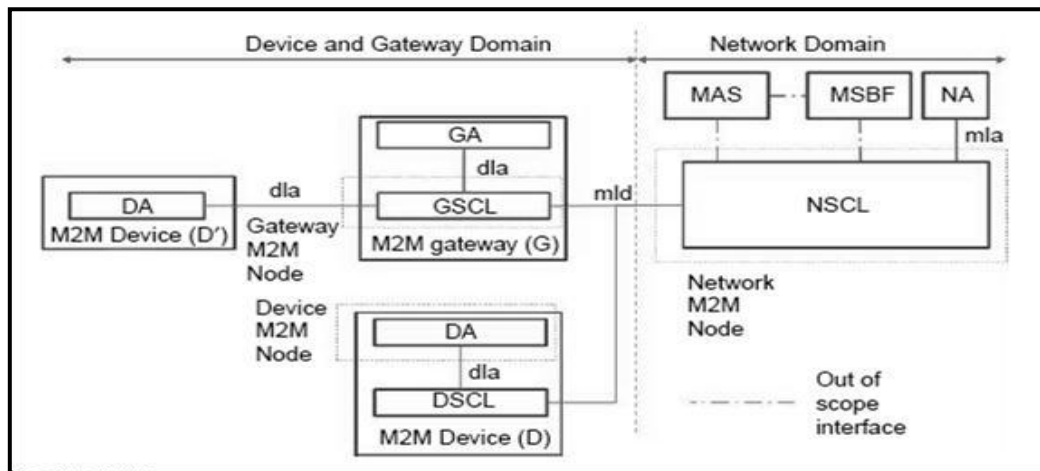 Device and Gateway Domain
Network Domain
MAS
MSBF
NA
GA
mla
dla
dla
mld
DA
GSCL
NSCL
M2M Device (D′)
Gateway
M2M
Node
M2M gateway (G)
Device
M2M
Node
DA
Network
M2M
Node
dla
DSCL
M2M Device (D)
Out of
scope
interface